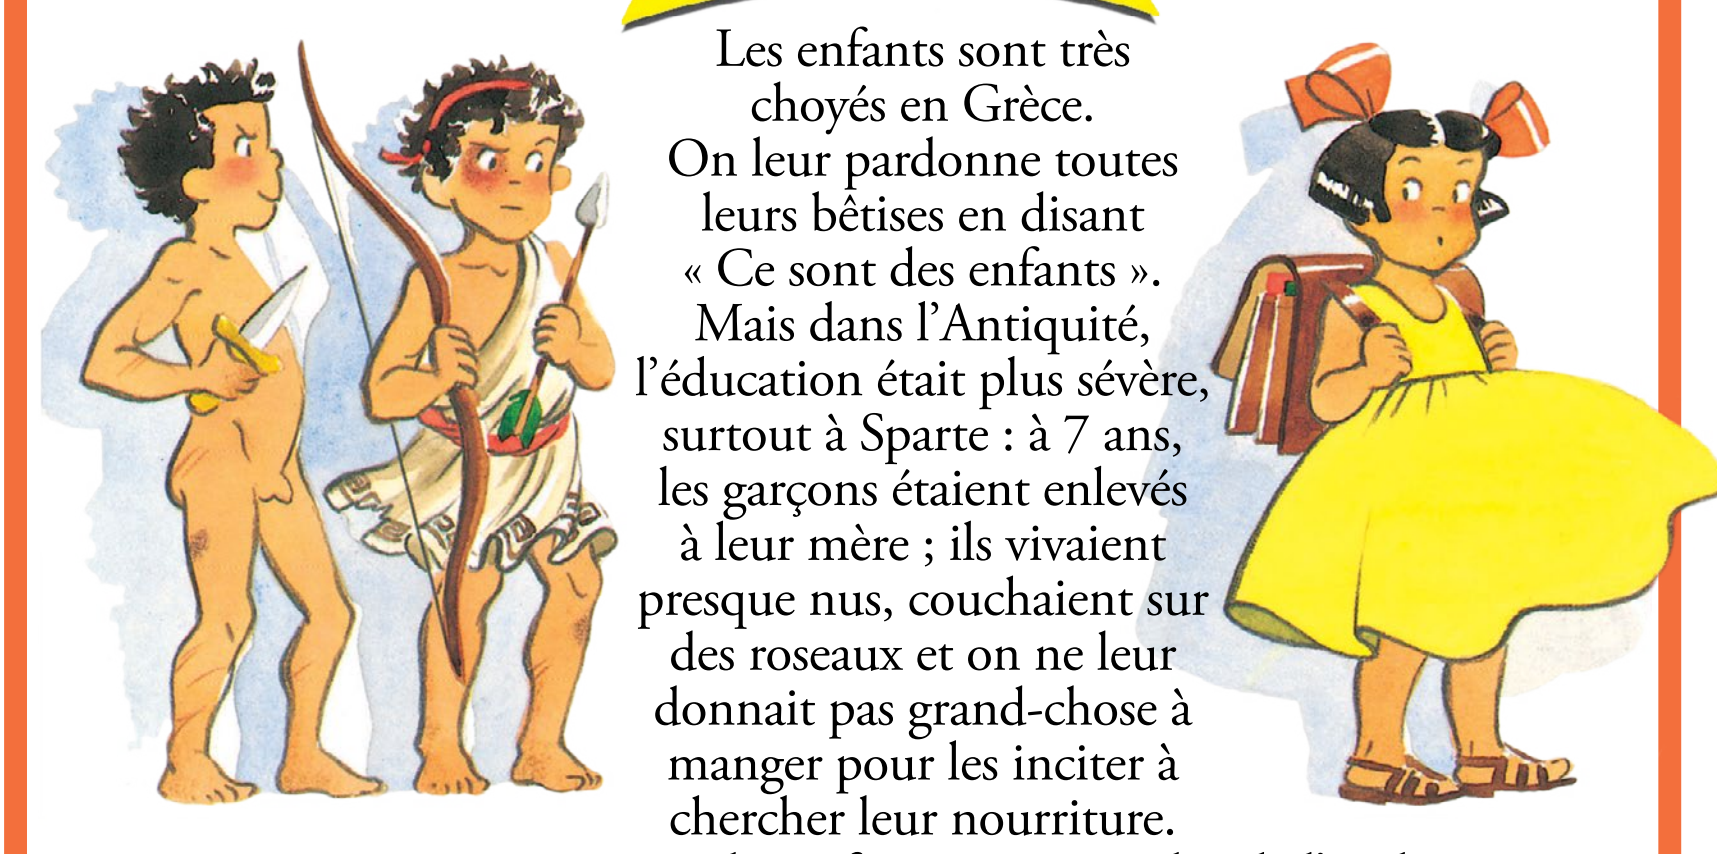 Les enfants sont très
choyés en Grèce.
On leur pardonne toutes
leurs bêtises en disant
« Ce sont des enfants ».
Mais dans l’Antiquité,
l’éducation était plus sévère,
surtout à Sparte : à 7 ans,
les garçons étaient enlevés
à leur mère ; ils vivaient
presque nus, couchaient sur
des roseaux et on ne leur
donnait pas grand-chose à
manger pour les inciter à
chercher leur nourriture.